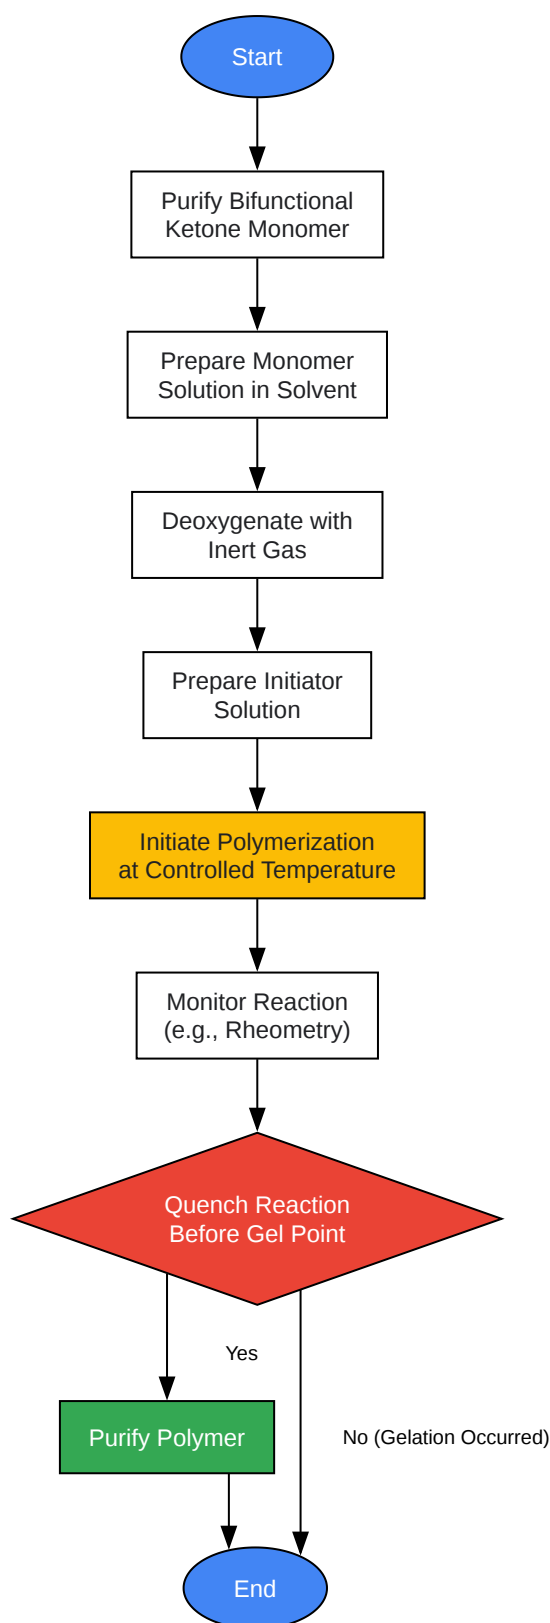 Start
Purify Bifunctional
Ketone Monomer
Prepare Monomer
Solution in Solvent
Deoxygenate with
Inert Gas
Prepare Initiator
Solution
Initiate Polymerization
at Controlled Temperature
Monitor Reaction
(e.g., Rheometry)
Quench Reaction
Before Gel Point
Yes
Purify Polymer
No (Gelation Occurred)
End